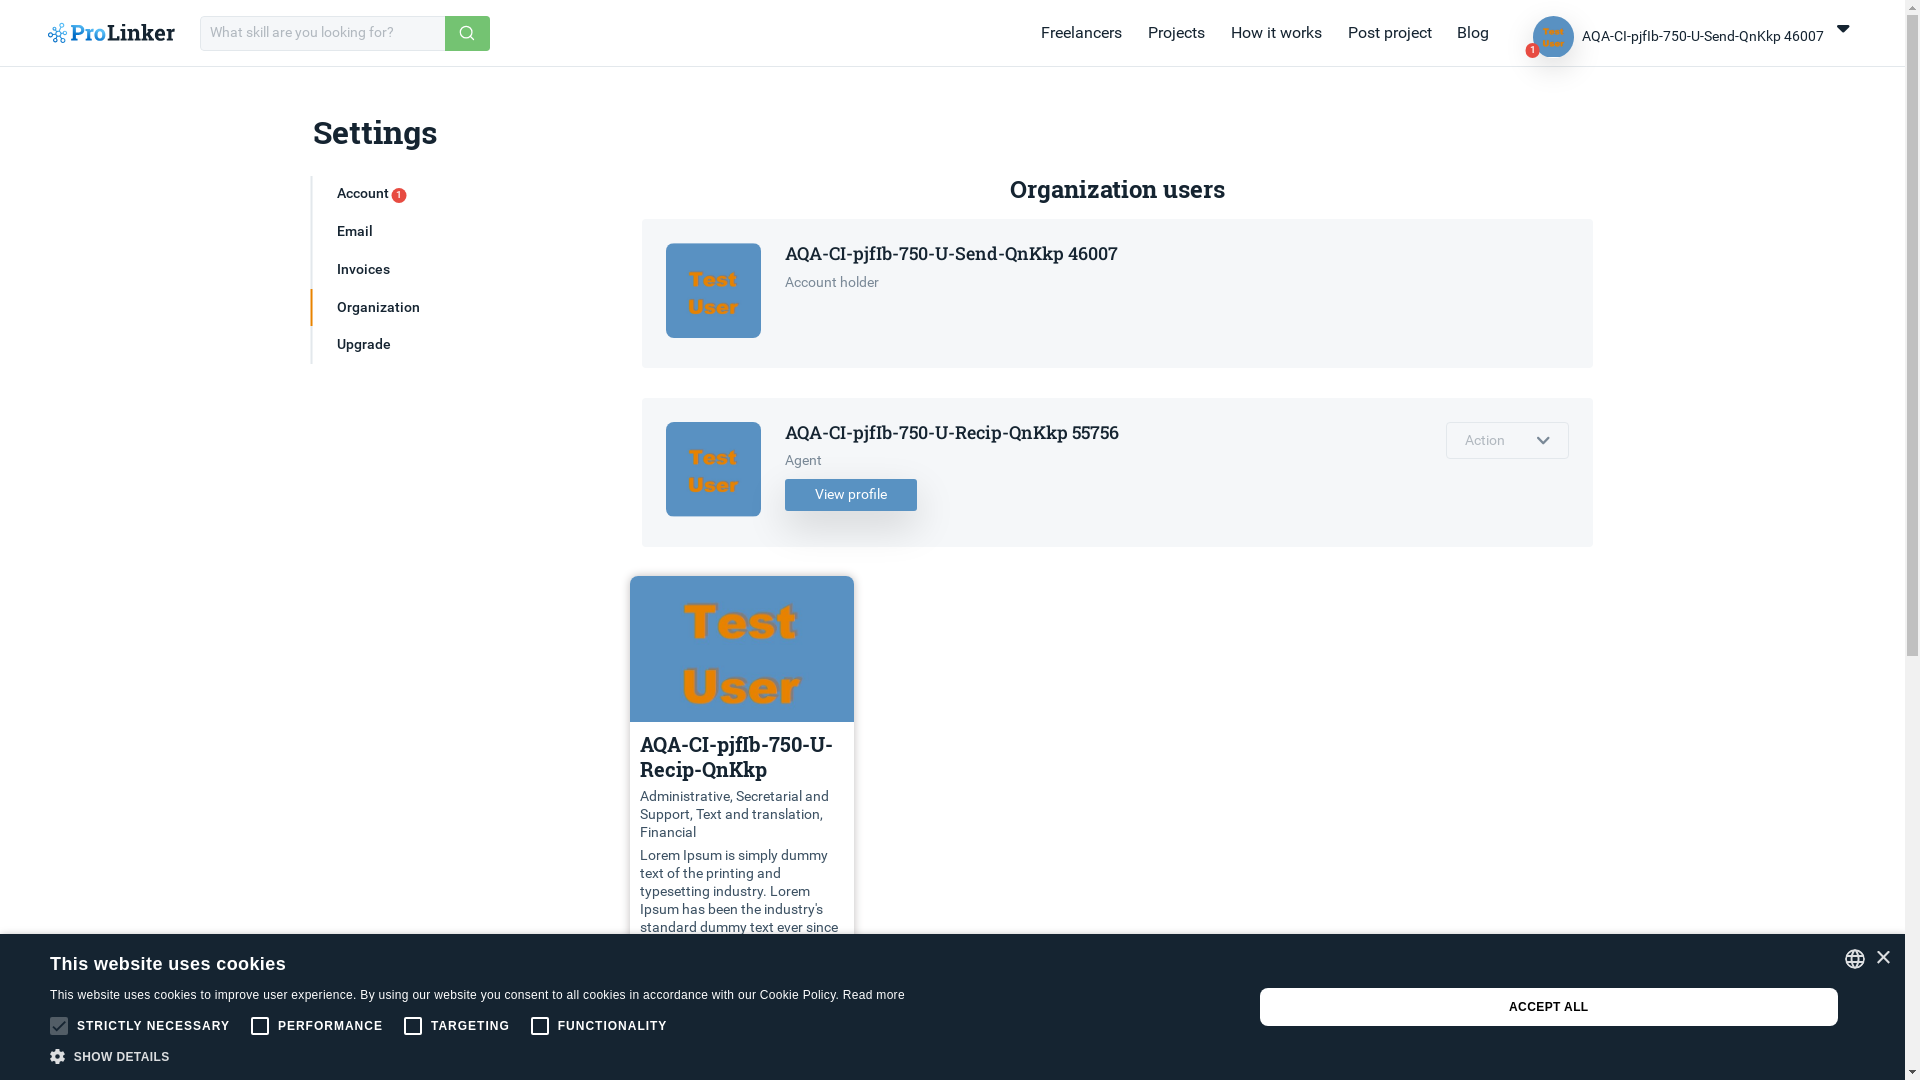 ProLinker
What skill are you looking for?
Freelancers
Projects
How it works
Post project
Blog
Test
User
1
AQA-CI-pjfIb-750-U-Send-QnKkp 46007
Settings
Account 1
Email
Invoices
Organization
Upgrade
Organization users
Test
User
AQA-CI-pjfIb-750-U-Send-QnKkp 46007
Account holder
Test
User
AQA-CI-pjfIb-750-U-Recip-QnKkp 55756
Agent
View profile
Action
Test
User
AQA-CI-pjfIb-750-U-
Recip-QnKkp
Administrative, Secretarial and
Support, Text and translation,
Financial
Lorem Ipsum is simply dummy
text of the printing and
typesetting industry. Lorem
Ipsum has been the industry's
standard dummy text ever since
This website uses cookies
This website uses cookies to improve user experience. By using our website you consent to all cookies in accordance with our Cookie Policy. Read more
STRICTLY NECESSARY
PERFORMANCE
TARGETING
FUNCTIONALITY
SHOW DETAILS
ACCEPT ALL
×